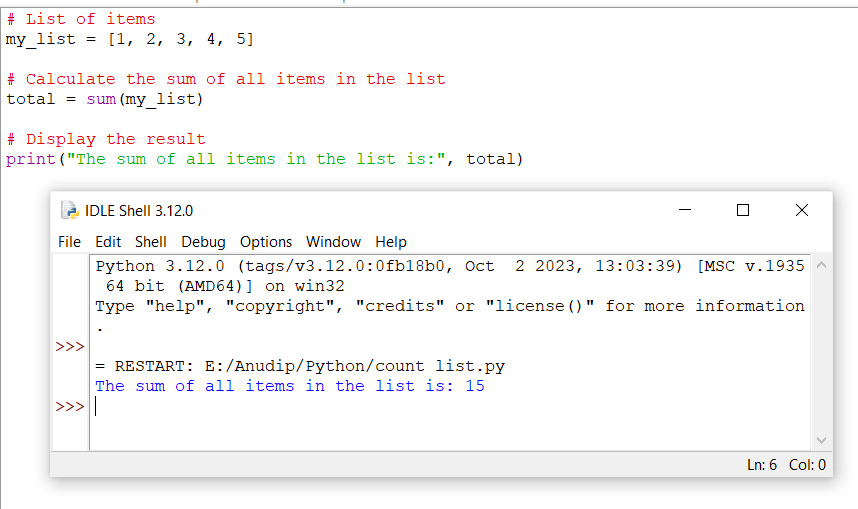 # List of items
my_list = [1, 2, 3, 4, 5]
# Calculate the sum of all items in the list
total = sum(my_list)
# Display the result
print("The sum of all items in the list is:", total)
IDLE Shell 3.12.0
File Edit Shell Debug Options Window Help
Python 3.12.0 (tags/v3.12.0:0fb18b0, Oct  2 2023, 13:03:39) [MSC v.1935
 64 bit (AMD64)] on win32
Type "help", "copyright", "credits" or "license()" for more information
.
>>>
= RESTART: E:/Anudip/Python/count list.py
The sum of all items in the list is: 15
>>>
Ln: 6 Col: 0